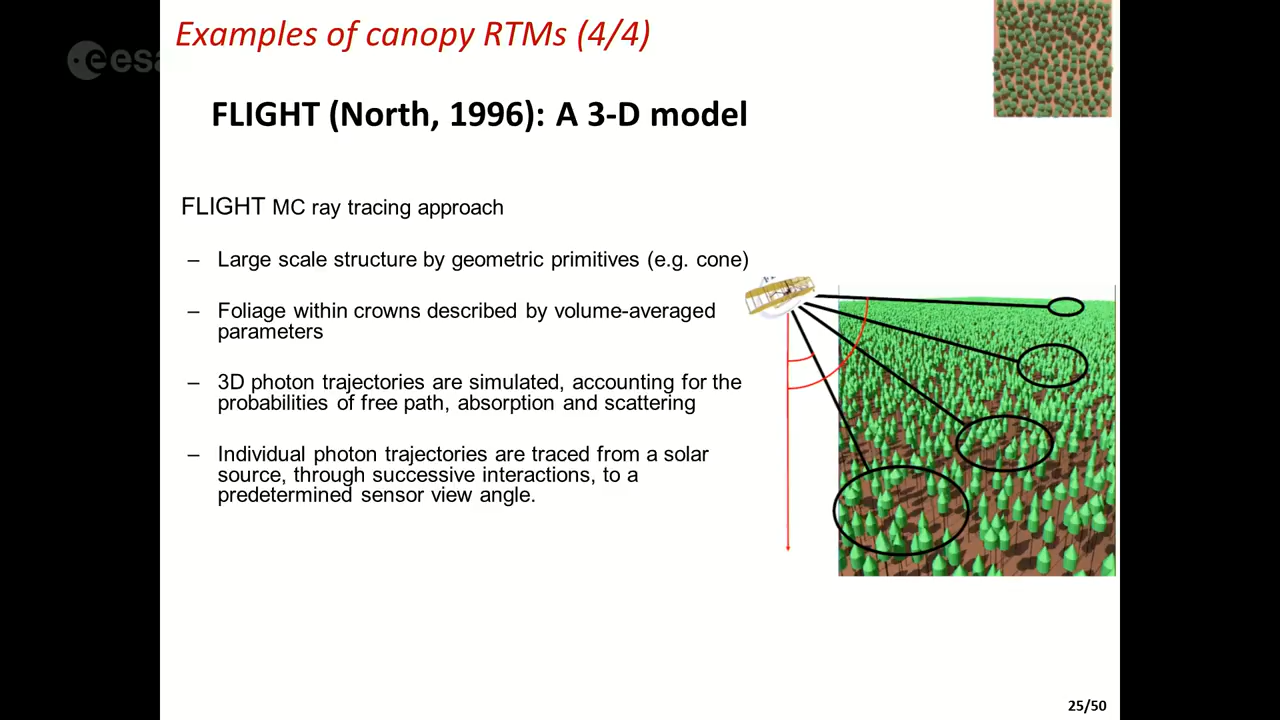 Examples of canopy RTMs (4/4)
esa
FLIGHT (North, 1996): A 3-D model
FLIGHT MC ray tracing approach
– Large scale structure by geometric primitives (e.g. cone)
– Foliage within crowns described by volume-averaged
parameters
– 3D photon trajectories are simulated, accounting for the
probabilities of free path, absorption and scattering
– Individual photon trajectories are traced from a solar
source, through successive interactions, to a
predetermined sensor view angle.
25/50